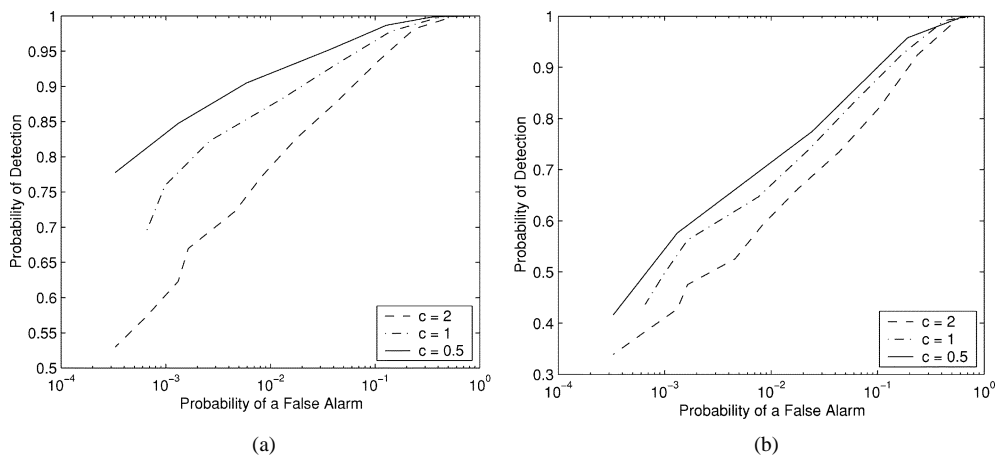 1
0.95
0.9
0.85
0.8
0.75
0.7
0.65
0.6
0.55
0.5
Probability of Detection
10^-4
10^-3
10^-2
10^-1
10^0
Probability of a False Alarm
c = 2
c = 1
c = 0.5
(a)
1
0.9
0.8
0.7
0.6
0.5
0.4
0.3
Probability of Detection
10^-4
10^-3
10^-2
10^-1
10^0
Probability of a False Alarm
c = 2
c = 1
c = 0.5
(b)